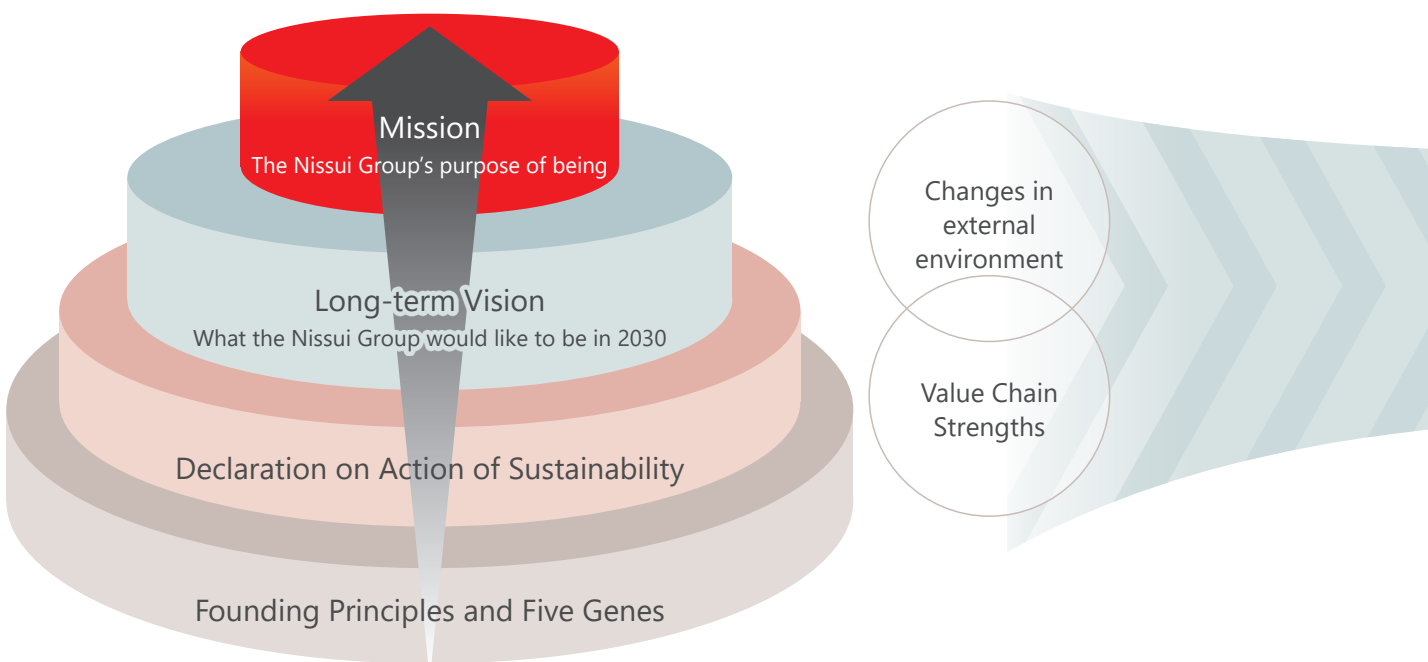 Mission
The Nissui Group’s purpose of being
Long-term Vision
What the Nissui Group would like to be in 2030
Declaration on Action of Sustainability
Founding Principles and Five Genes
Changes in
external
environment
Value Chain
Strengths